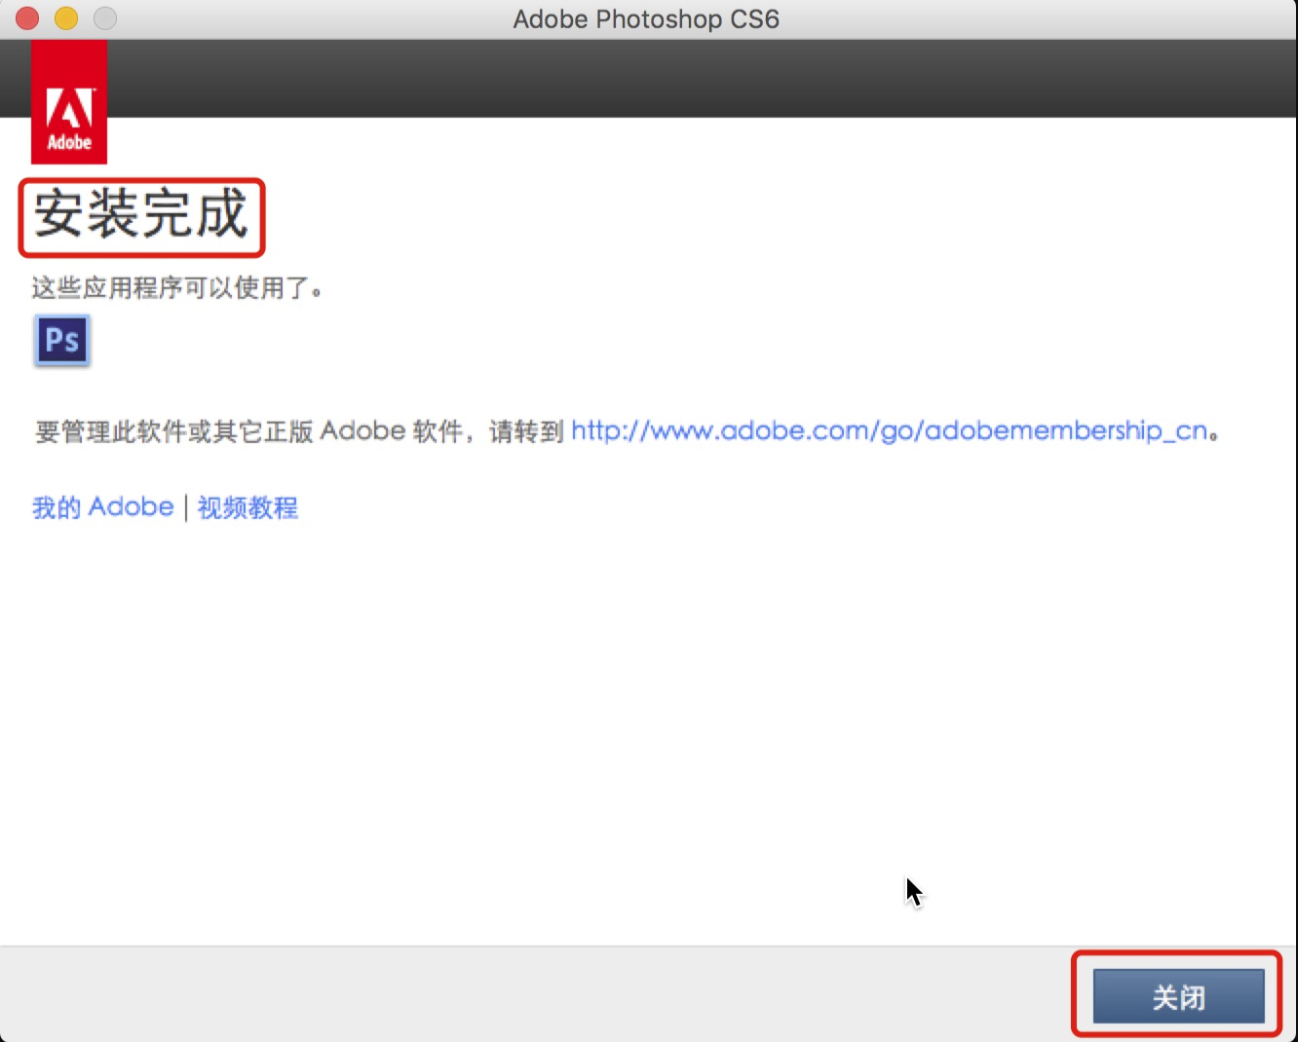 Adobe Photoshop CS6
Adobe
安装完成
这些应用程序可以使用了。
Ps
要管理此软件或其它正版 Adobe 软件，请转到 http://www.adobe.com/go/adobemembership_cn。
我的 Adobe | 视频教程
关闭